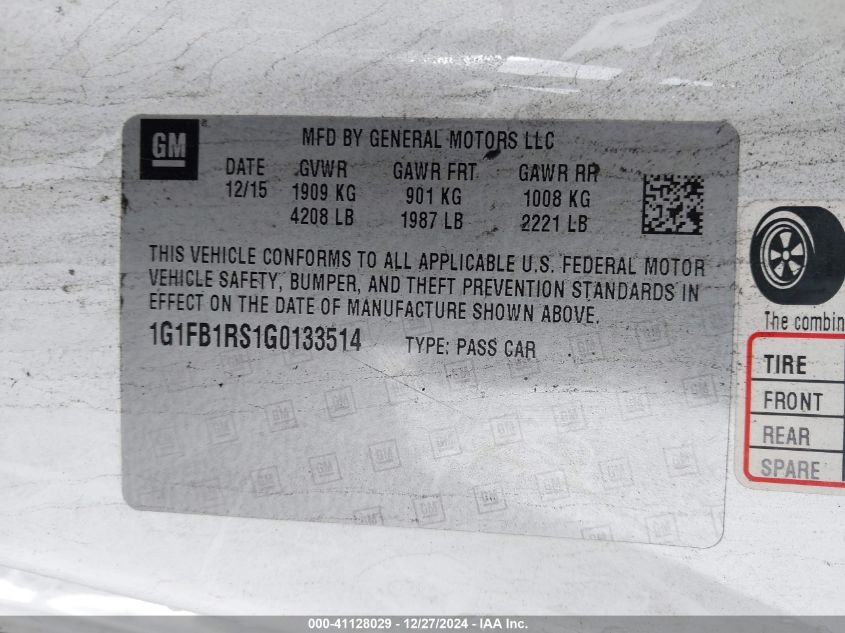 GM
MFD BY GENERAL MOTORS LLC
DATE GVWR GAWR FRT GAWR RR
12/15 1909 KG 901 KG 1008 KG
4208 LB 1987 LB 2221 LB
THIS VEHICLE CONFORMS TO ALL APPLICABLE U.S. FEDERAL MOTOR
VEHICLE SAFETY, BUMPER, AND THEFT PREVENTION STANDARDS IN
EFFECT ON THE DATE OF MANUFACTURE SHOWN ABOVE.
1G1FB1RS1G0133514 TYPE: PASS CAR
The combin
TIRE
FRONT
REAR
SPARE
000-41128029 - 12/27/2024 - IAA Inc.